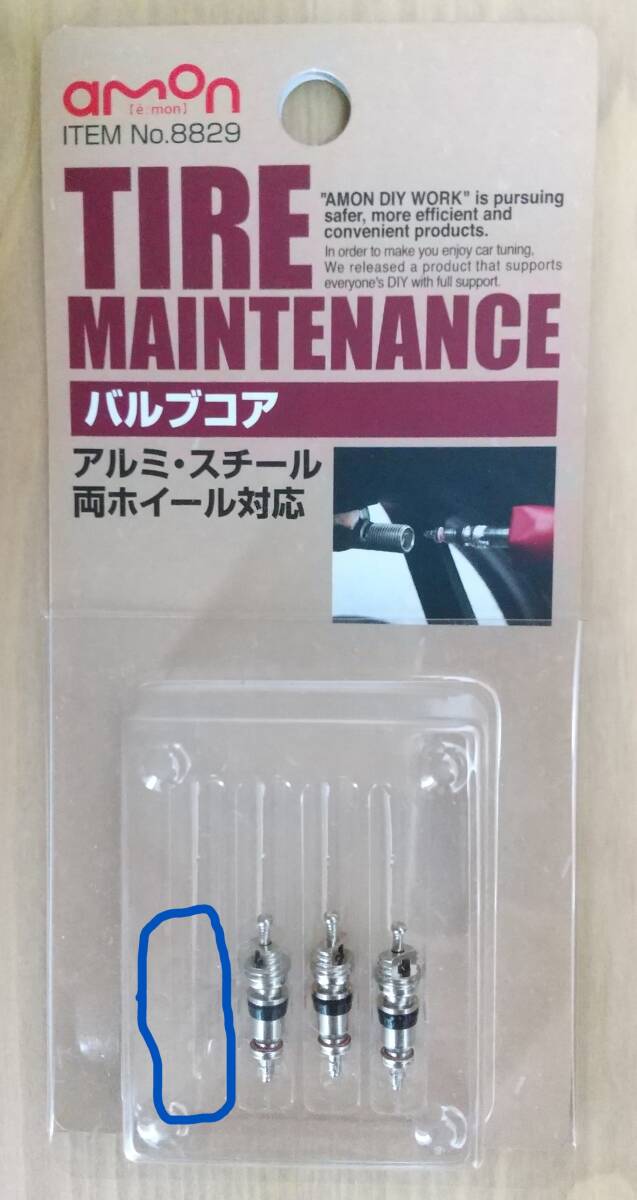 amon
[é:mon]
ITEM No.8829
TIRE
"AMON DIY WORK" is pursuing
safer, more efficient and
convenient products.
In order to make you enjoy car tuning,
We released a product that supports
everyone's DIY with full support.
MAINTENANCE
バルブコア
アルミ・スチール
両ホイール対応